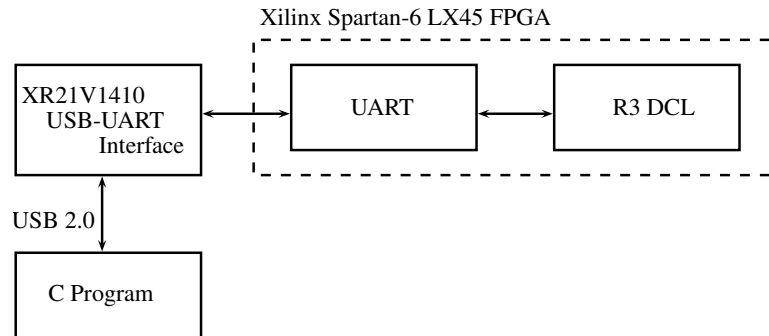 Xilinx Spartan-6 LX45 FPGA
XR21V1410
USB-UART
Interface
UART
R3 DCL
USB 2.0
C Program